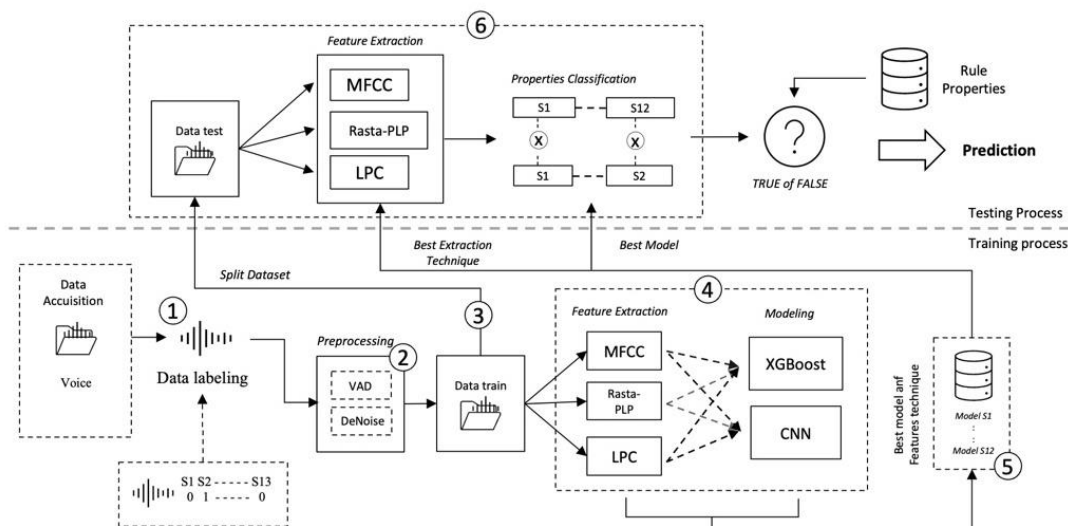 6
Feature Extraction
MFCC
Rasta-PLP
LPC
Data test
Properties Classification
S1
S12
X
X
S1
S2
?
TRUE of FALSE
Rule
Properties
Prediction
Testing Process
Training process
Split Dataset
Best Extraction
Technique
Best Model
Data
Accuisition
Voice
1
Data labeling
S1 S2 ------ S13
0 1 ------ 0
Preprocessing
2
VAD
DeNoise
3
Data train
4
Feature Extraction
MFCC
Rasta-
PLP
LPC
Modeling
XGBoost
CNN
Best model anf
Features technique
Model S1
Model S12
5